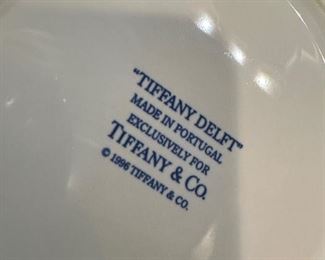 "TIFFANY DELFT"
MADE IN PORTUGAL
EXCLUSIVELY FOR
TIFFANY & CO.
© 1996 TIFFANY & CO.